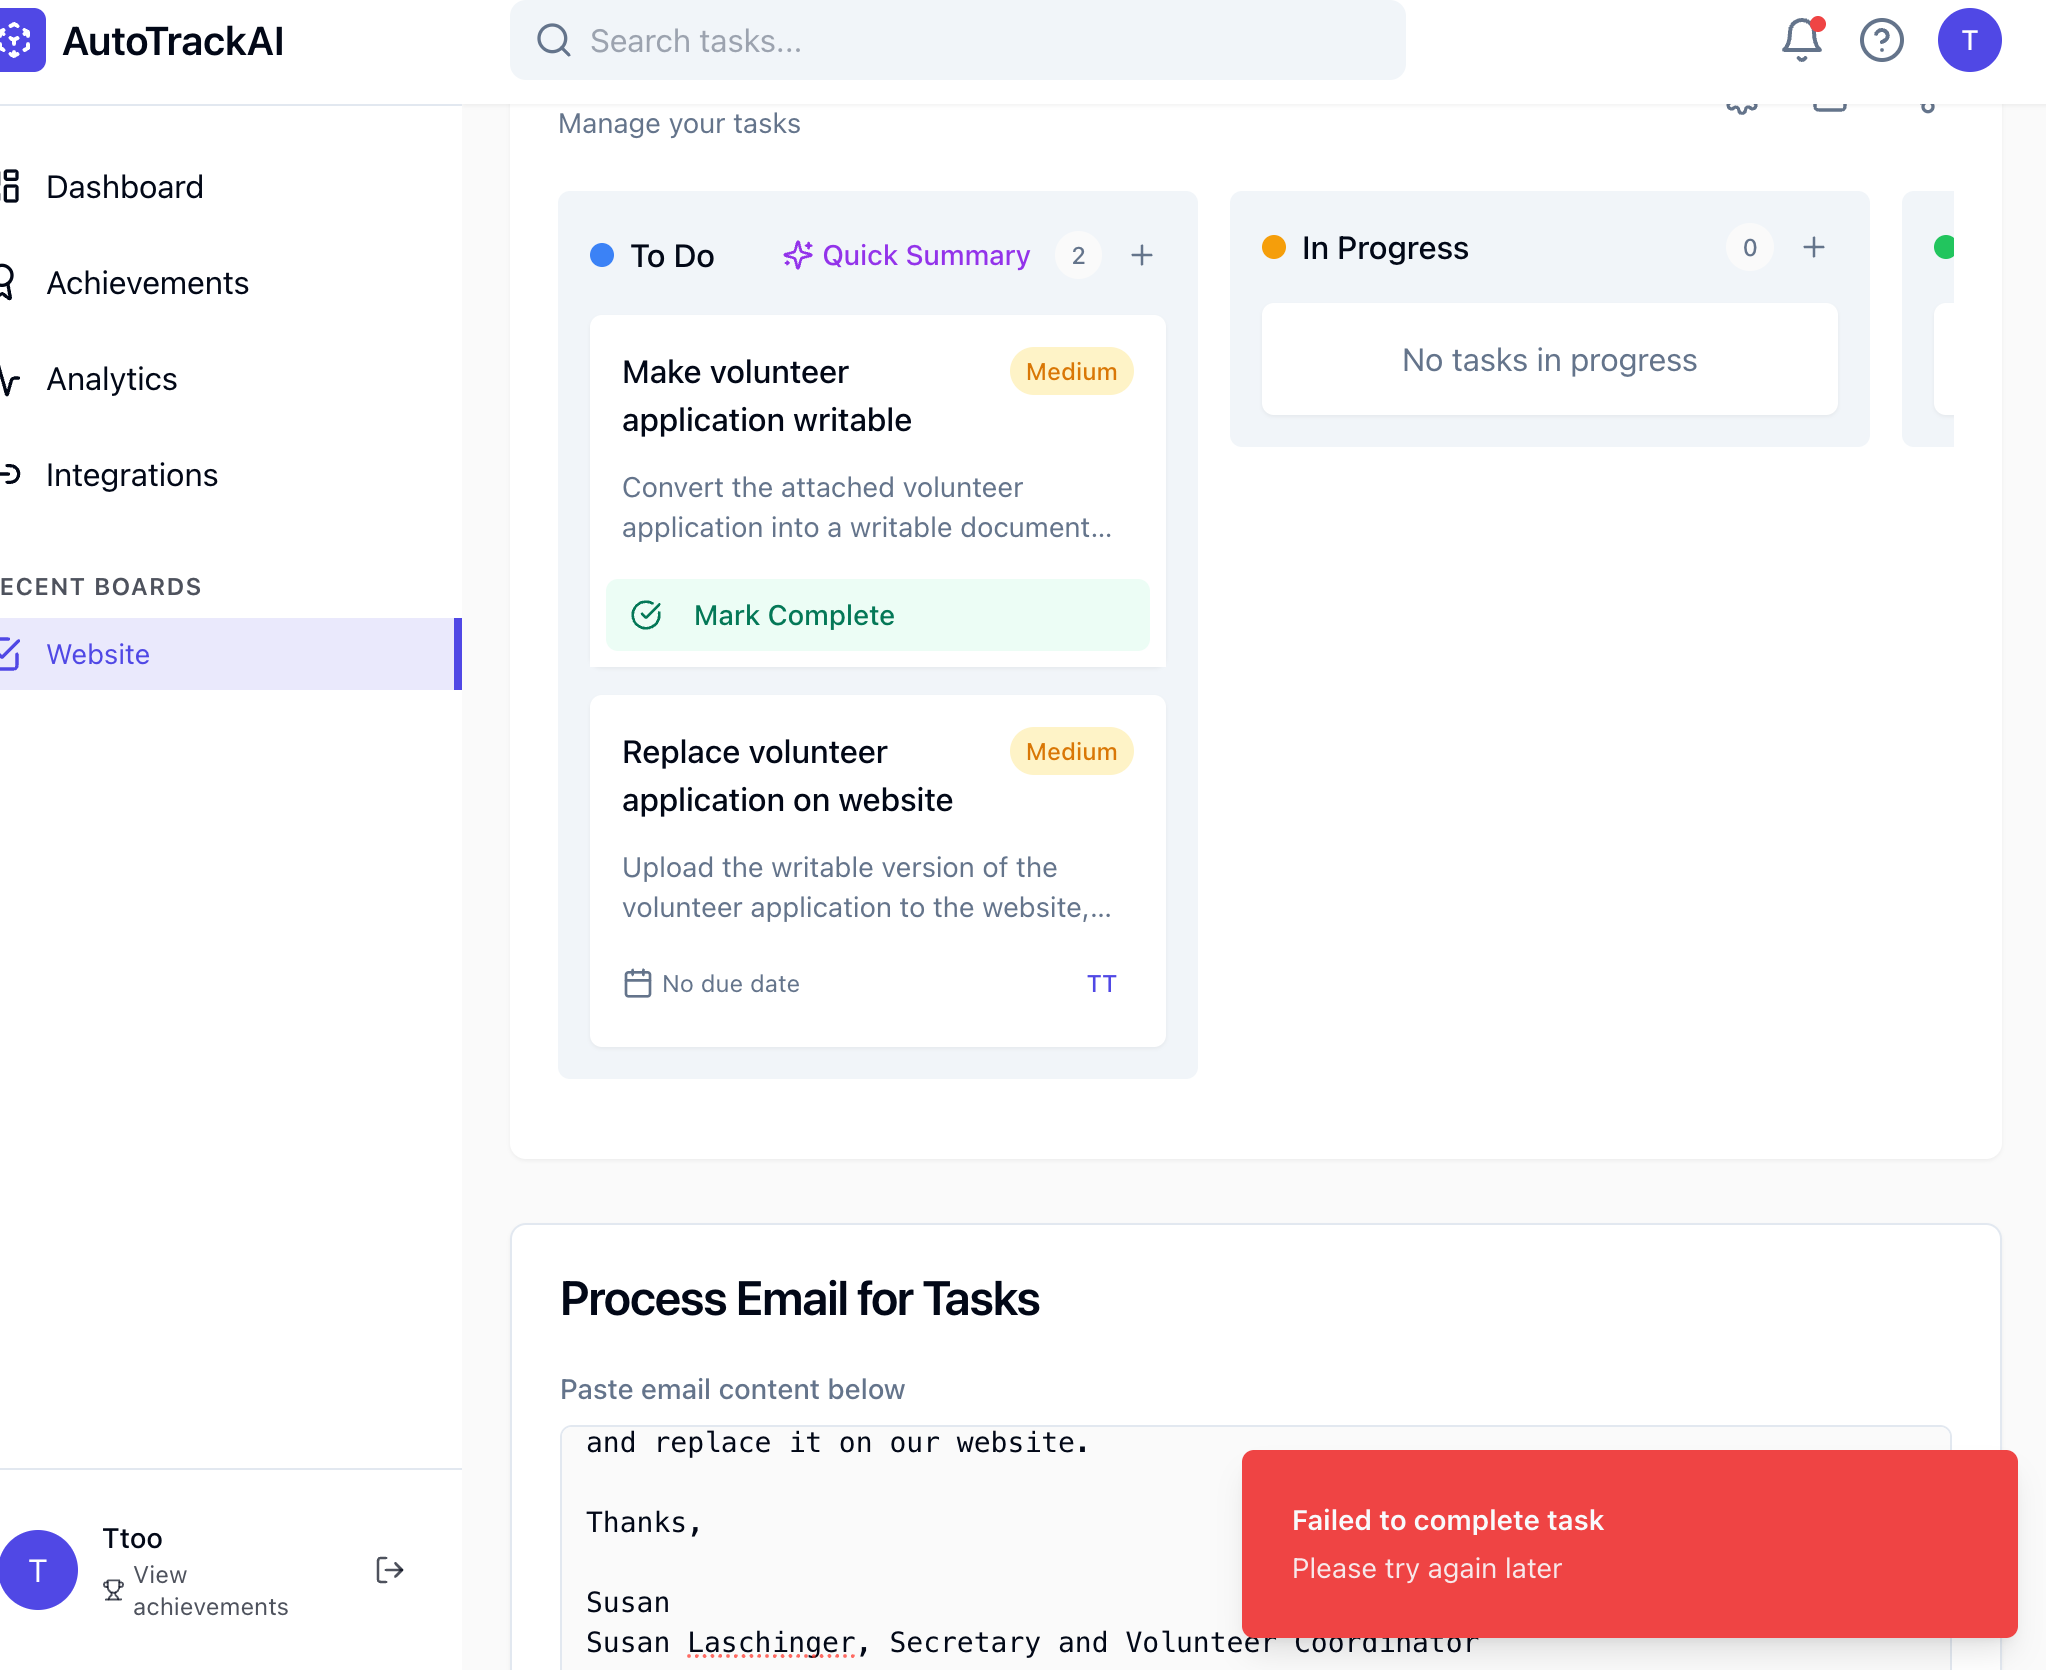 AutoTrackAI
Search tasks...
T
Dashboard
Achievements
Analytics
Integrations
ECENT BOARDS
Website
Ttoo
View
achievements
T
Manage your tasks
To Do
Quick Summary
2
Make volunteer
application writable
Medium
Convert the attached volunteer
application into a writable document...
Mark Complete
Replace volunteer
application on website
Medium
Upload the writable version of the
volunteer application to the website,...
No due date
TT
In Progress
0
No tasks in progress
Process Email for Tasks
Paste email content below
and replace it on our website.
Thanks,
Susan
Susan Laschinger, Secretary and Volunteer Coordinator
Failed to complete task
Please try again later